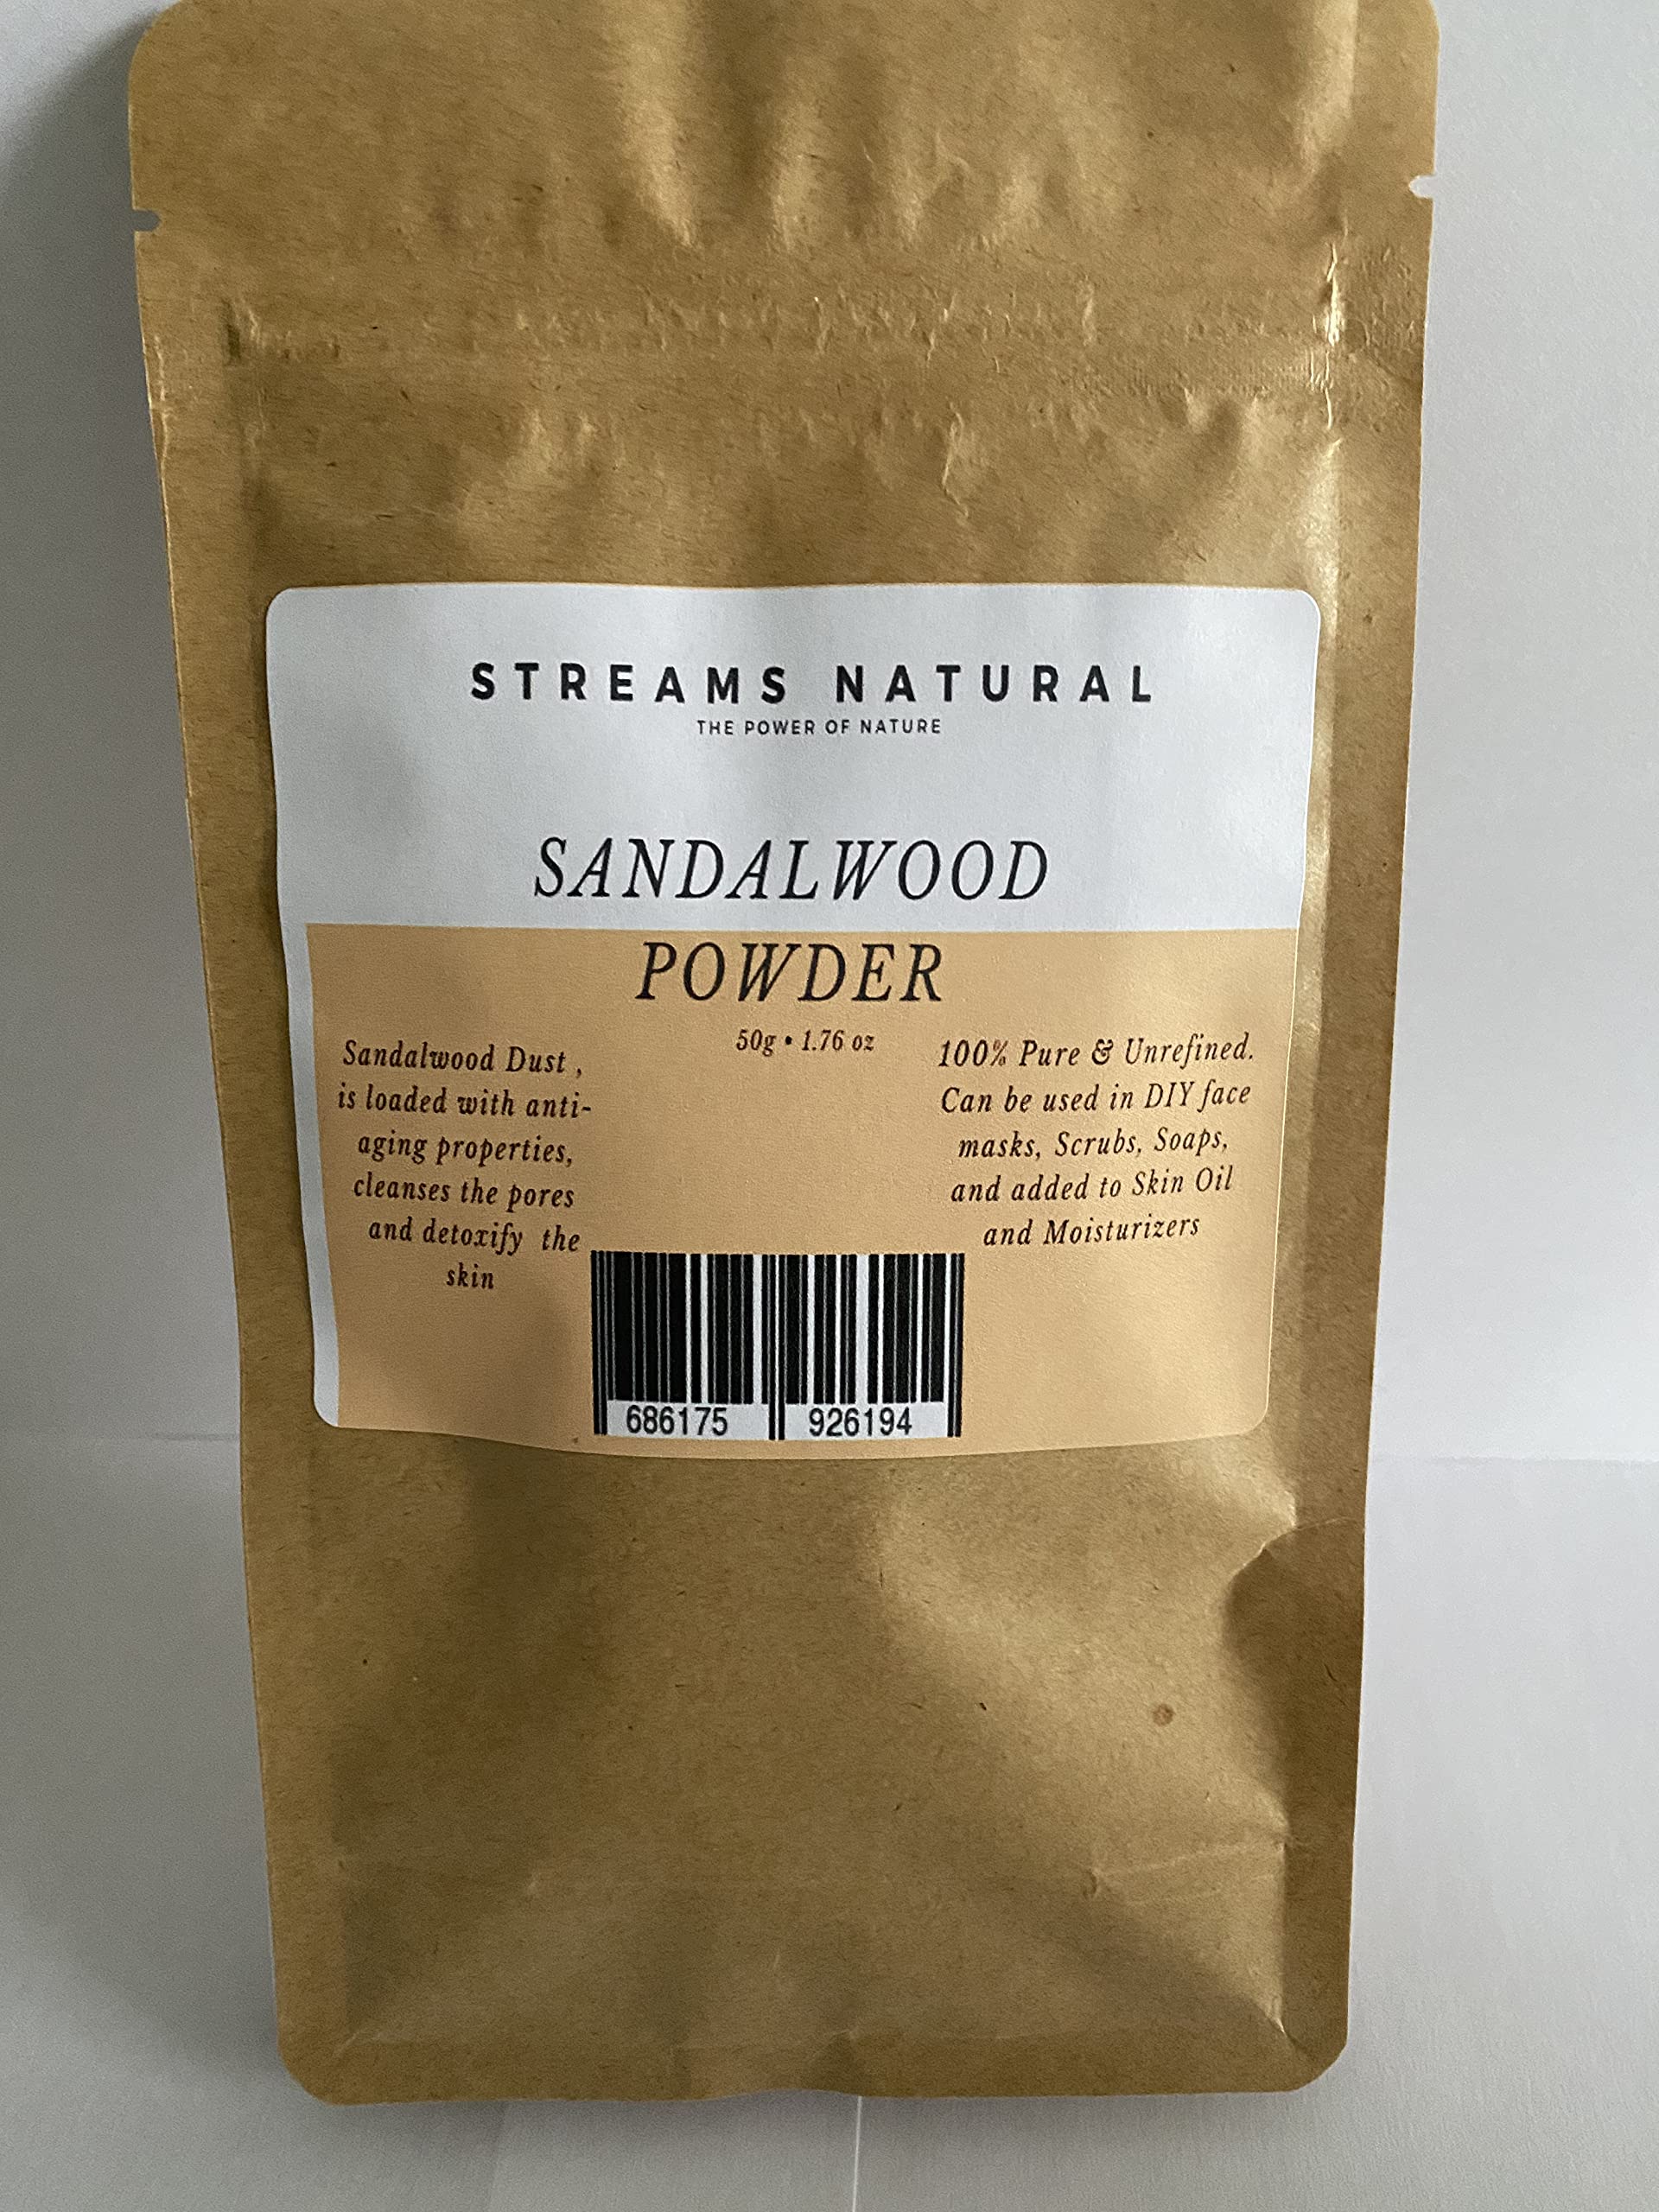 STREAMS NATURAL
THE POWER OF NATURE
SANDALWOOD
POWDER
50g • 1.76 oz
Sandalwood Dust ,
is loaded with anti-
aging properties,
cleanses the pores
and detoxify the
skin
100% Pure & Unrefined.
Can be used in DIY face
masks, Scrubs, Soaps,
and added to Skin Oil
and Moisturizers
686175 926194